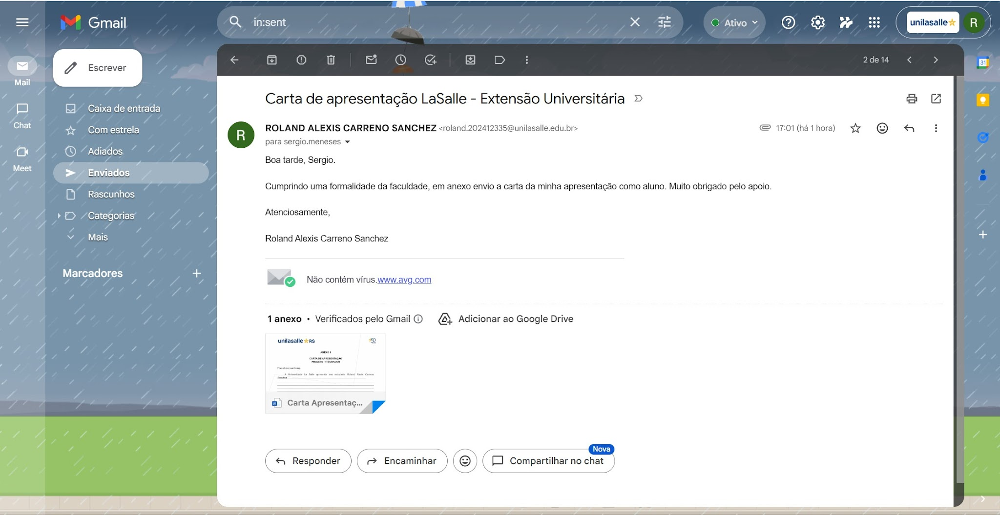 Gmail
in:sent
Ativo
unilasalle
R
Escrever
Mail
Chat
Meet
Caixa de entrada
Com estrela
Adiados
Enviados
Rascunhos
Categorias
Mais
Marcadores
2 de 14
31
Carta de apresentação LaSalle - Extensão Universitária
R
ROLAND ALEXIS CARRENO SANCHEZ <roland.202412335@unilasalle.edu.br>
17:01 (há 1 hora)
para sergio.meneses
Boa tarde, Sergio.
Cumprindo uma formalidade da faculdade, em anexo envio a carta da minha apresentação como aluno. Muito obrigado pelo apoio.
Atenciosamente,
Roland Alexis Carreno Sanchez
Não contém vírus.www.avg.com
1 anexo • Verificados pelo Gmail
Adicionar ao Google Drive
unilasalle RS
50
ANEXO II
CARTA DE APRESENTAÇÃO
PROJETO INTEGRADOR
Prezado(a) senhor(a)
A Universidade La Salle apresenta seu estudante Roland Alexis Carreno
Sanchez
W
Carta Apresentaç...
Responder
Encaminhar
Compartilhar no chat
Nova